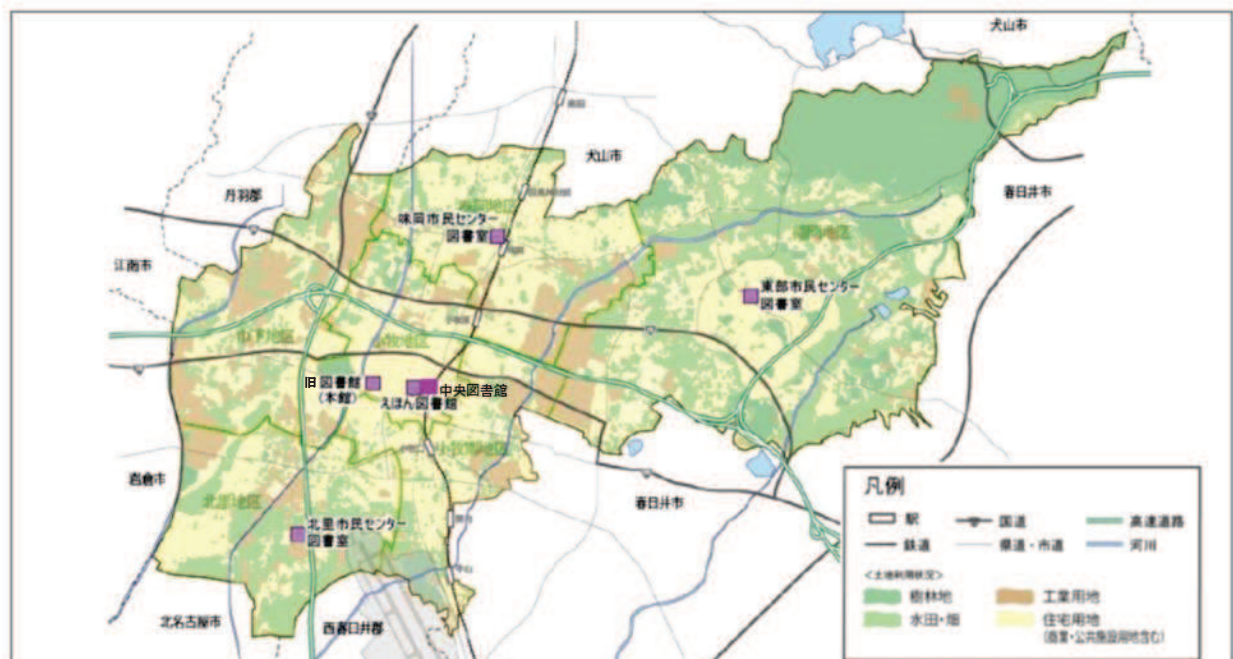 犬山市
犬山市
春日井市
丹羽郡
江南市
味岡市民センター
図書室
東部市民センター
図書室
旧図書館
(本館)
中央図書館
えほん図書館
岩倉市
北里地区
北里市民センター
図書室
春日井市
北名古屋市
西春日井郡
凡例
駅
国道
高速道路
鉄道
県道・市道
河川
<土地利用状況>
樹林地
工業用地
水田・畑
住宅用地
(商業・公共施設用地含む)